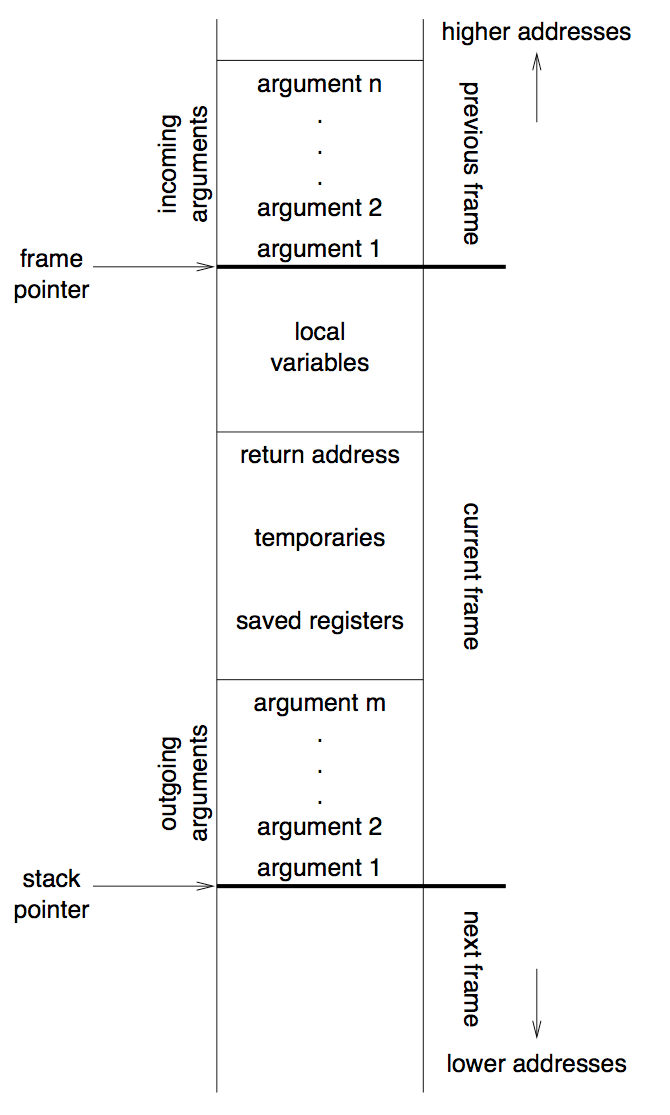 higher addresses
argument n
.
.
.
argument 2
argument 1
incoming
arguments
previous frame
frame
pointer
local
variables
return address
temporaries
saved registers
current frame
argument m
.
.
.
argument 2
argument 1
outgoing
arguments
stack
pointer
next frame
lower addresses